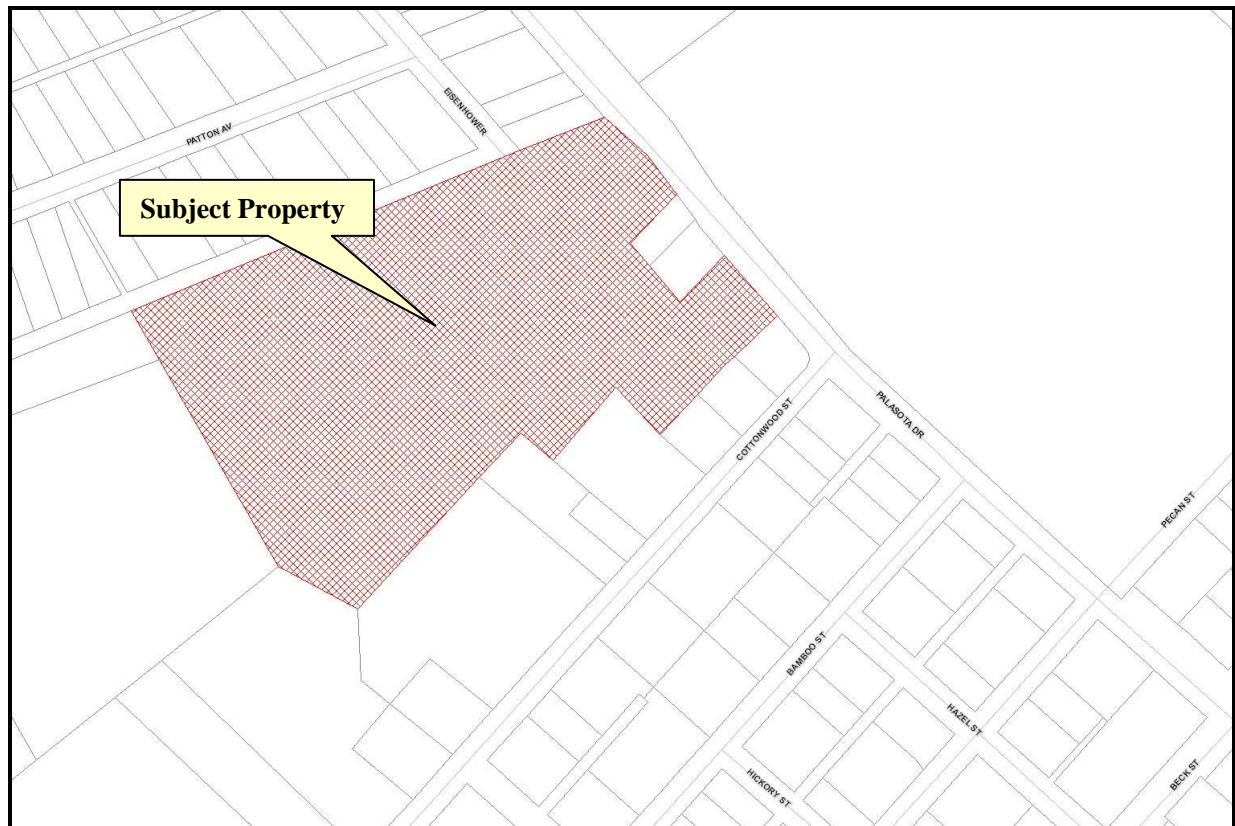 EISENHOWER
PATTON AV
Subject Property
COTTONWOOD ST
PALASOTA DR
PECAN ST
BAMBOO ST
HAZEL ST
HICKORY ST
BECK ST